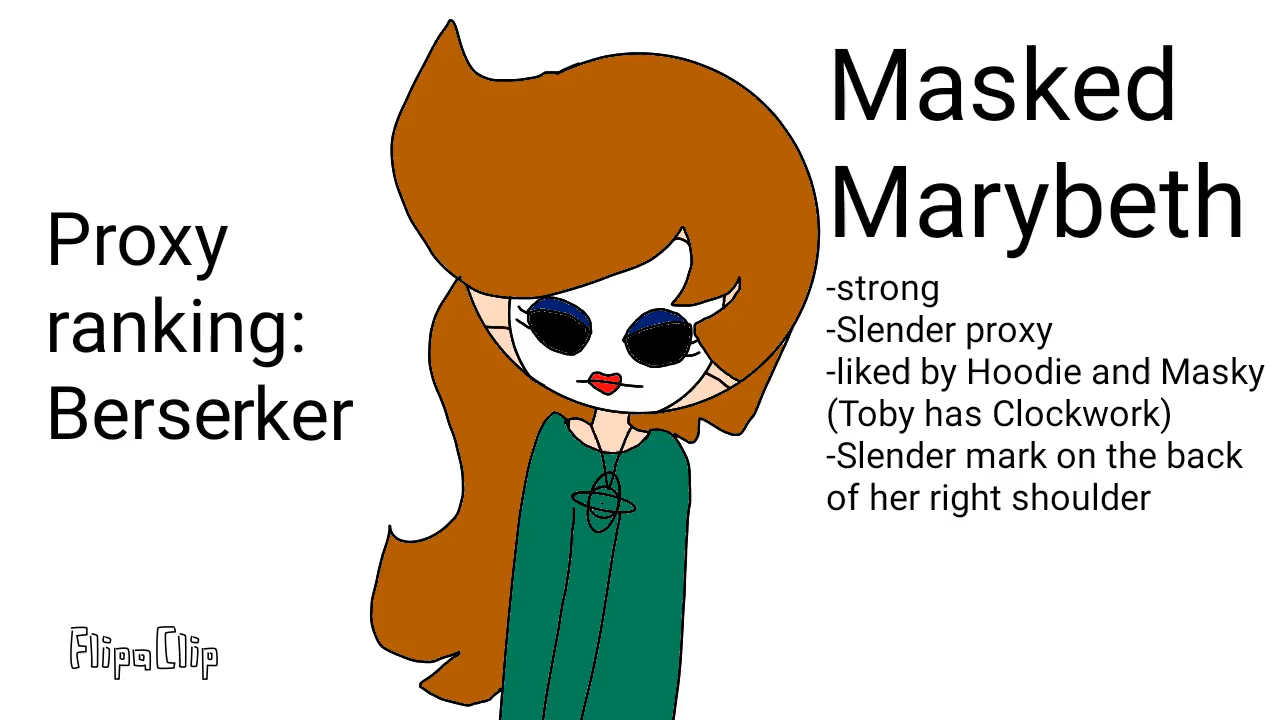 Masked
Marybeth
-strong
-Slender proxy
-liked by Hoodie and Masky
(Toby has Clockwork)
-Slender mark on the back
of her right shoulder
Proxy
ranking:
Berserker
FlipaClip